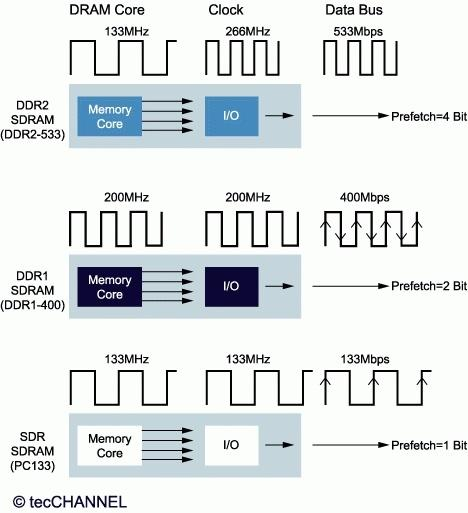 DRAM Core Clock Data Bus
133MHz 266MHz 533Mbps
DDR2
SDRAM
(DDR2-533)
Memory
Core
I/O
Prefetch=4 Bit
200MHz 200MHz 400Mbps
DDR1
SDRAM
(DDR1-400)
Memory
Core
I/O
Prefetch=2 Bit
133MHz 133MHz 133Mbps
SDR
SDRAM
(PC133)
Memory
Core
I/O
Prefetch=1 Bit
© tecCHANNEL